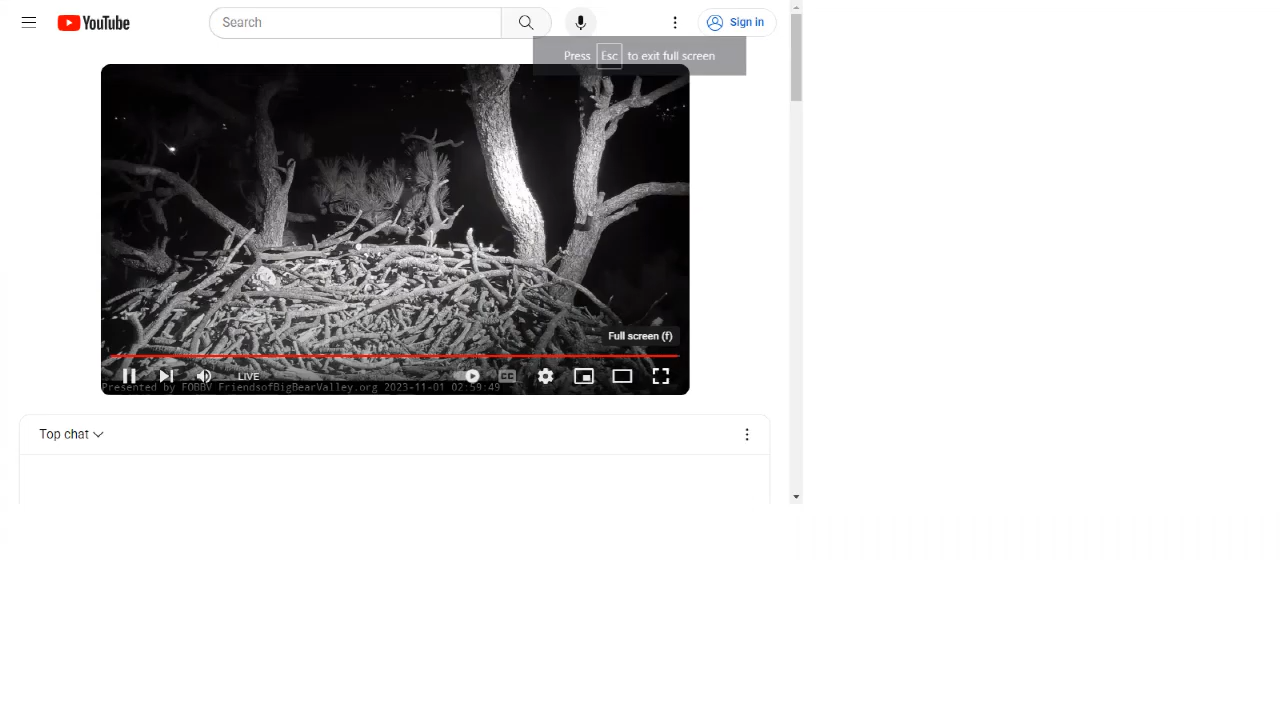 YouTube
Search
Sign in
Press Esc to exit full screen
Full screen (f)
LIVE
CC
Presented by FOBBV FriendsofBigBearValley.org 2023-11-01 02:59:49
Top chat